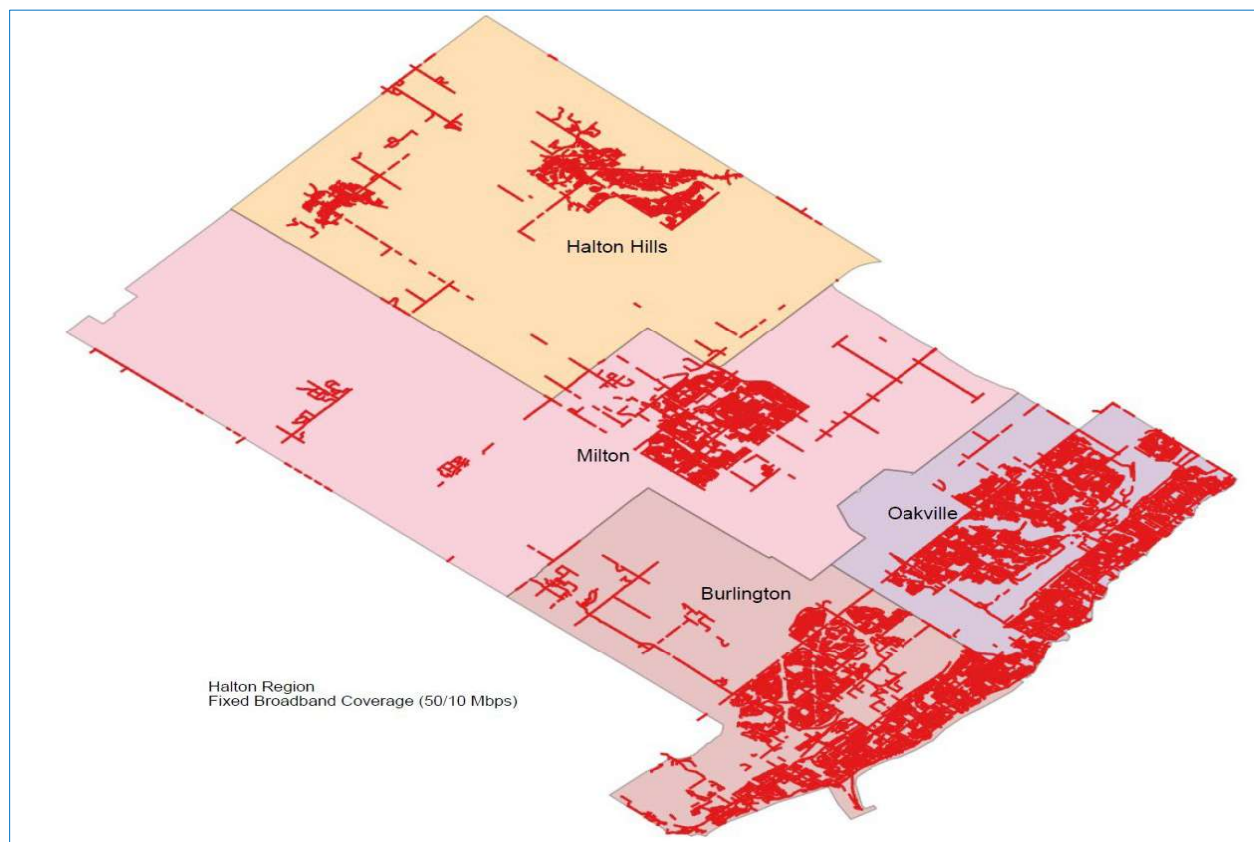 Halton Hills
Milton
Oakville
Burlington
Halton Region
Fixed Broadband Coverage (50/10 Mbps)